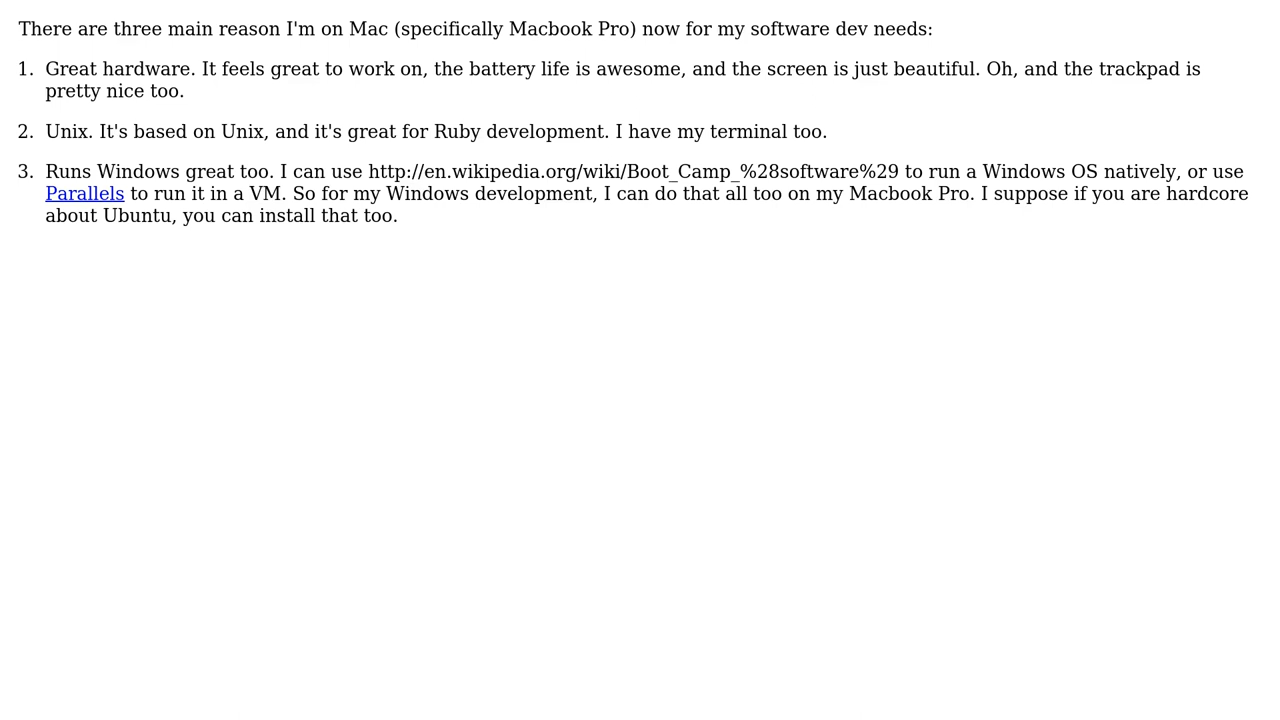 There are three main reason I'm on Mac (specifically Macbook Pro) now for my software dev needs:
1. Great hardware. It feels great to work on, the battery life is awesome, and the screen is just beautiful. Oh, and the trackpad is
pretty nice too.
2. Unix. It's based on Unix, and it's great for Ruby development. I have my terminal too.
3. Runs Windows great too. I can use http://en.wikipedia.org/wiki/Boot_Camp_%28software%29 to run a Windows OS natively, or use
Parallels to run it in a VM. So for my Windows development, I can do that all too on my Macbook Pro. I suppose if you are hardcore
about Ubuntu, you can install that too.